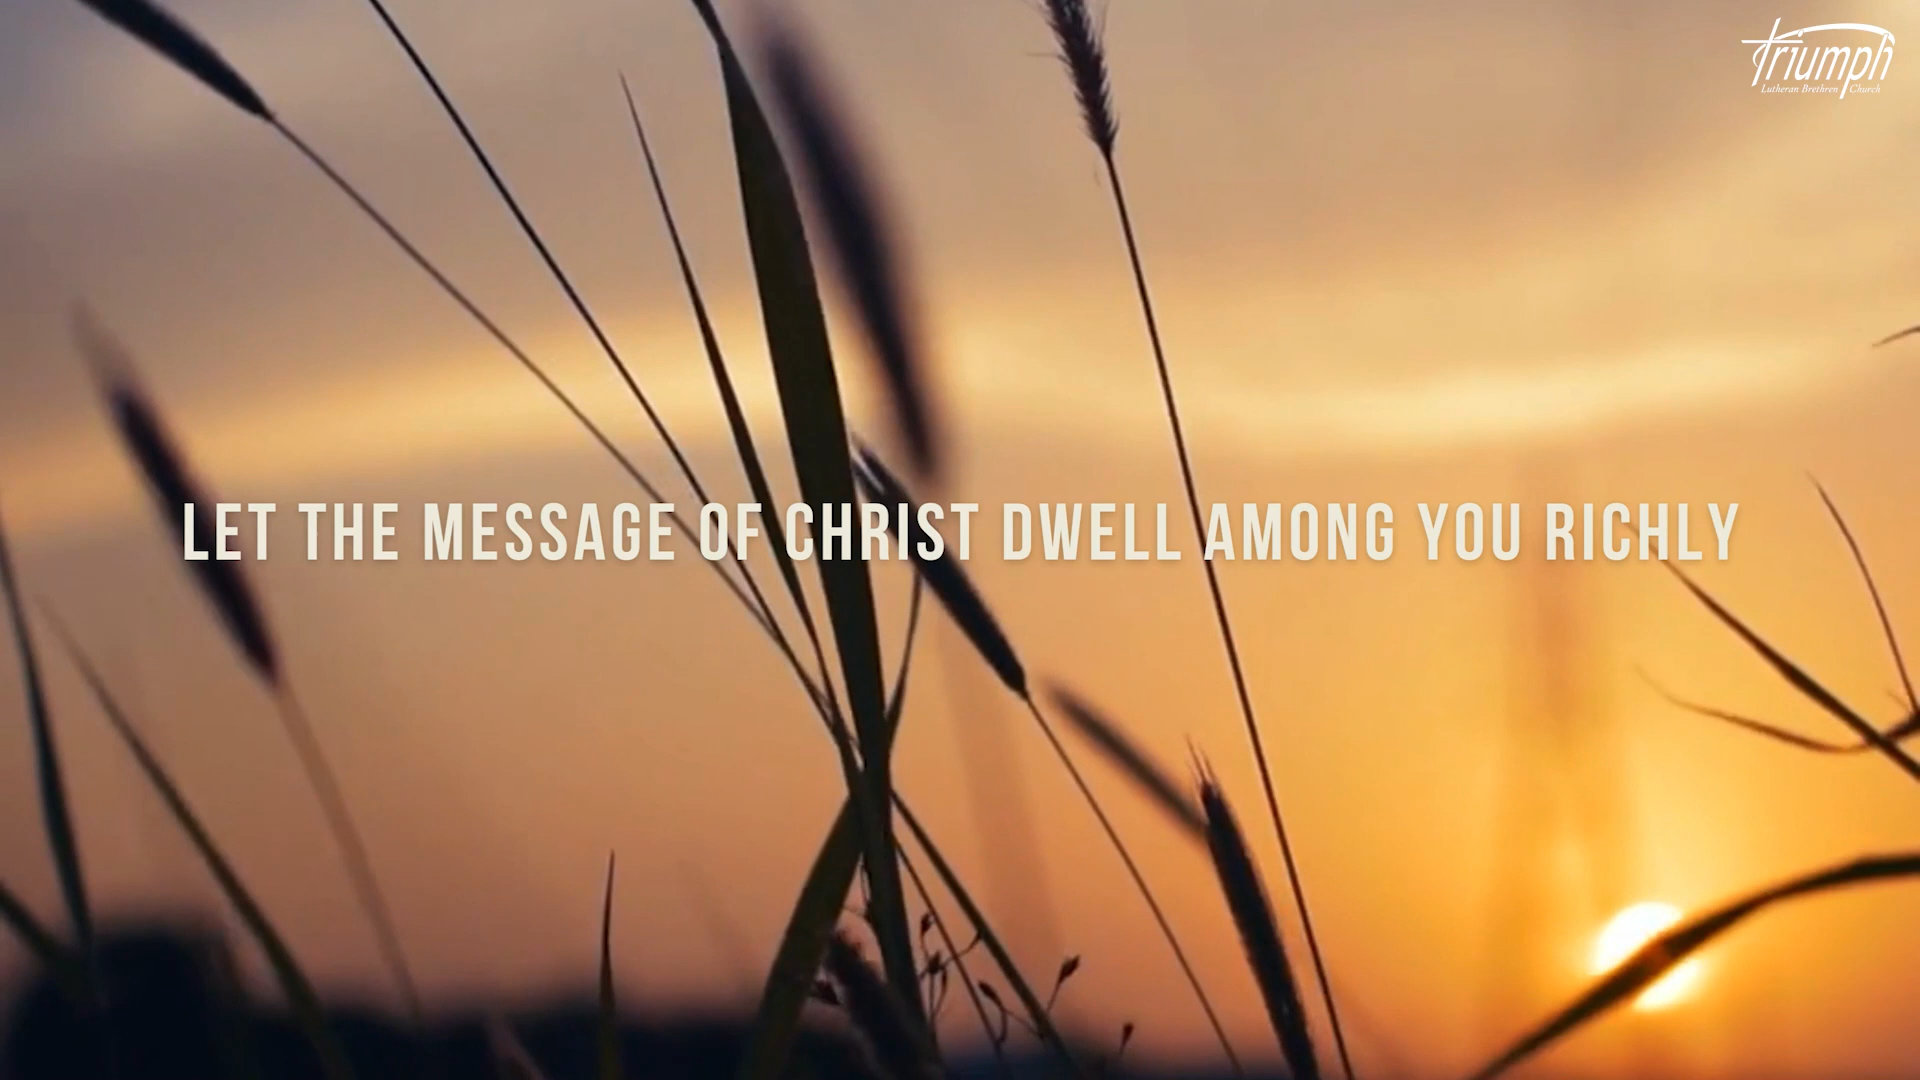 triumph
Lutheran Brethren Church
LET THE MESSAGE OF CHRIST DWELL AMONG YOU RICHLY